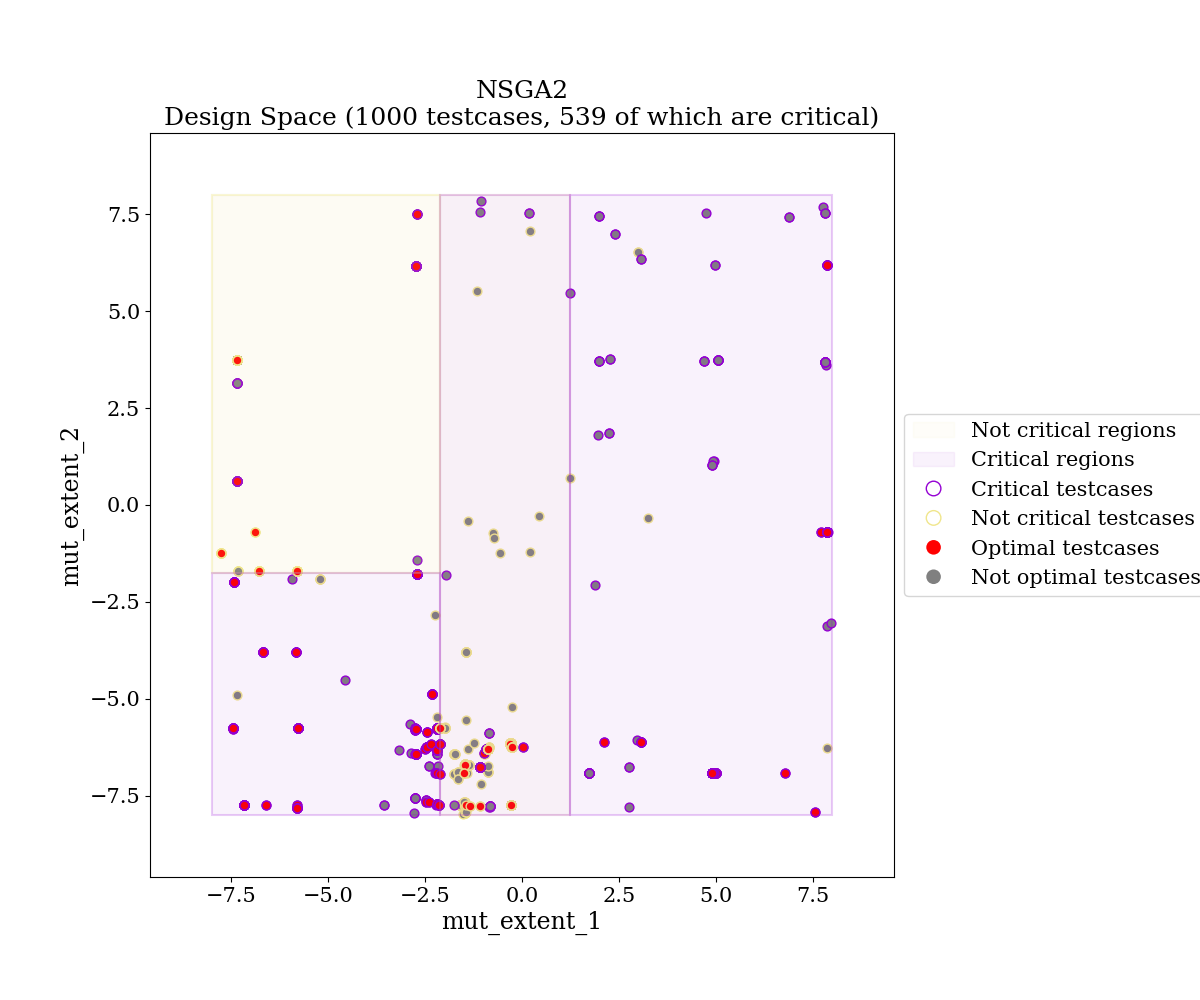 NSGA2
Design Space (1000 testcases, 539 of which are critical)
mut_extent_2
7.5
5.0
2.5
0.0
−2.5
−5.0
−7.5
−7.5
−5.0
−2.5
0.0
2.5
5.0
7.5
mut_extent_1
Not critical regions
Critical regions
Critical testcases
Not critical testcases
Optimal testcases
Not optimal testcases